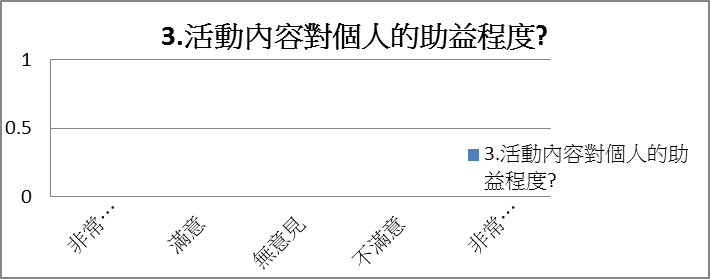 3.活動內容對個人的助益程度?
1
0.5
0
非常…
滿意
無意見
不滿意
非常…
3.活動內容對個人的助
益程度?